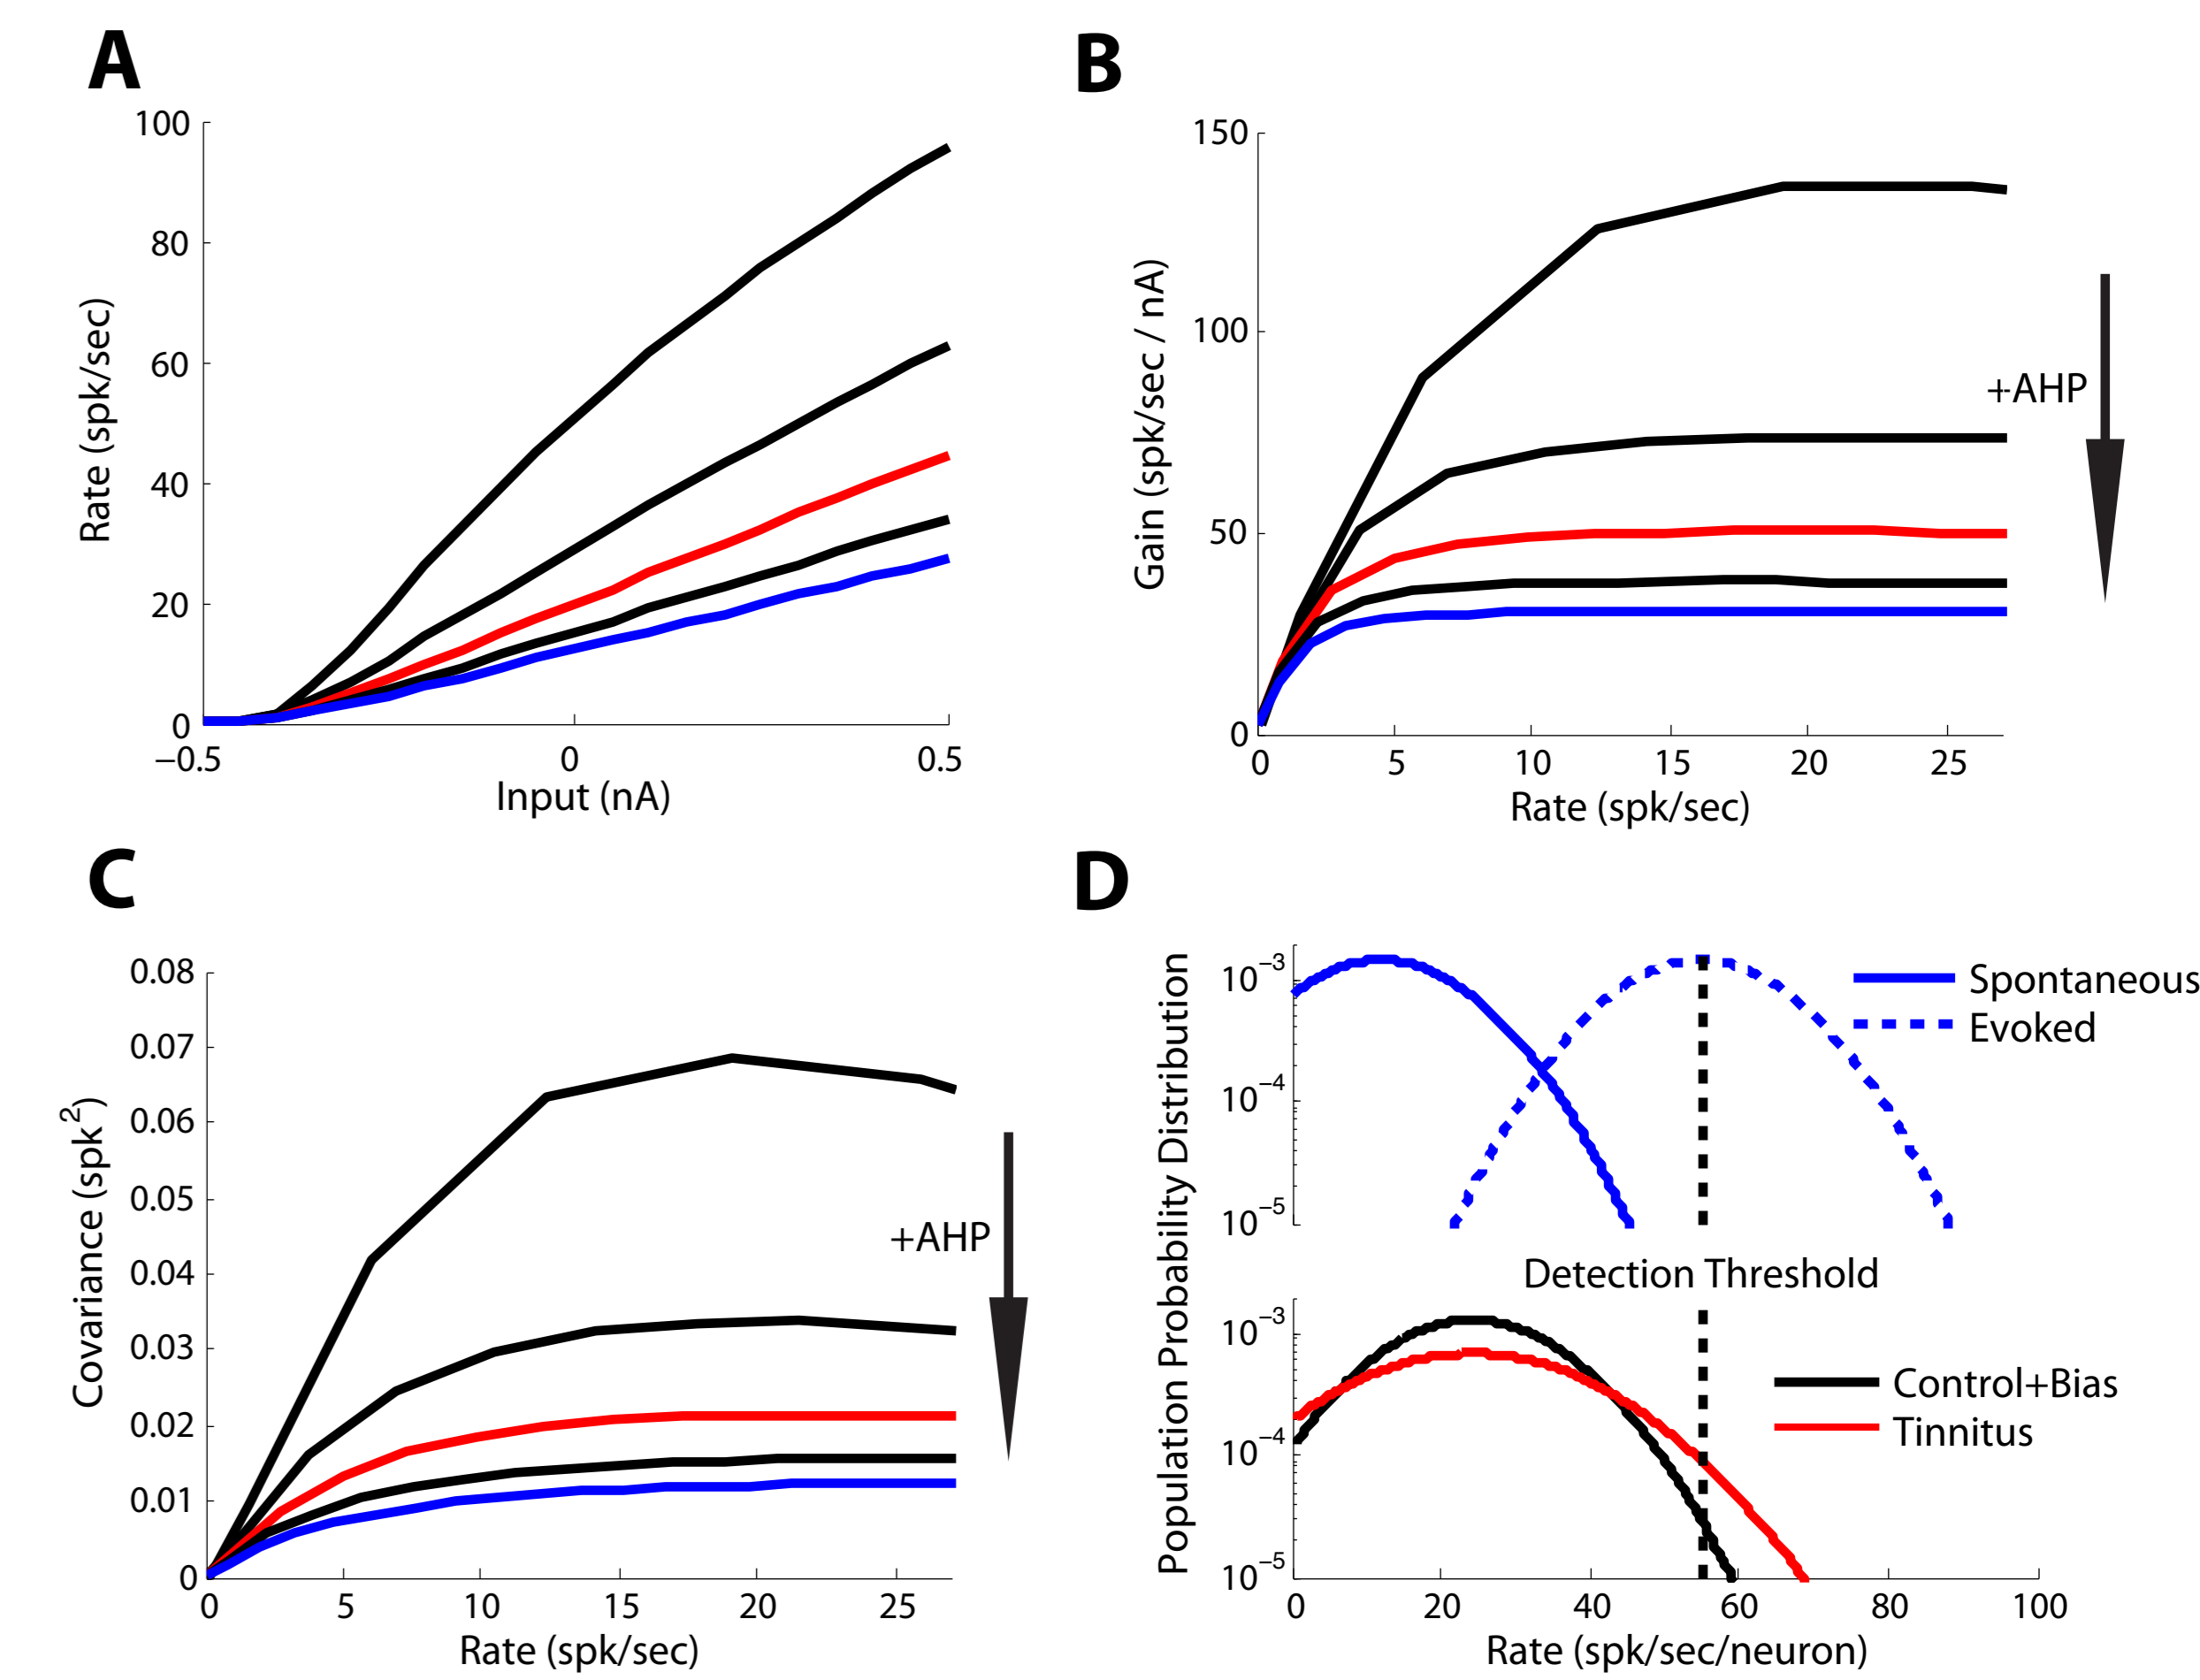 A
100
80
60
40
20
0
−0.5
0
0.5
Rate (spk/sec)
Input (nA)
B
150
100
50
0
0
5
10
15
20
25
Gain (spk/sec / nA)
Rate (spk/sec)
+AHP
C
0.08
0.07
0.06
0.05
0.04
0.03
0.02
0.01
0
0
5
10
15
20
25
Covariance (spk²)
Rate (spk/sec)
+AHP
D
10⁻³
10⁻⁴
10⁻⁵
Spontaneous
Evoked
Detection Threshold
10⁻³
10⁻⁴
10⁻⁵
Control+Bias
Tinnitus
0
20
40
60
80
100
Population Probability Distribution
Rate (spk/sec/neuron)